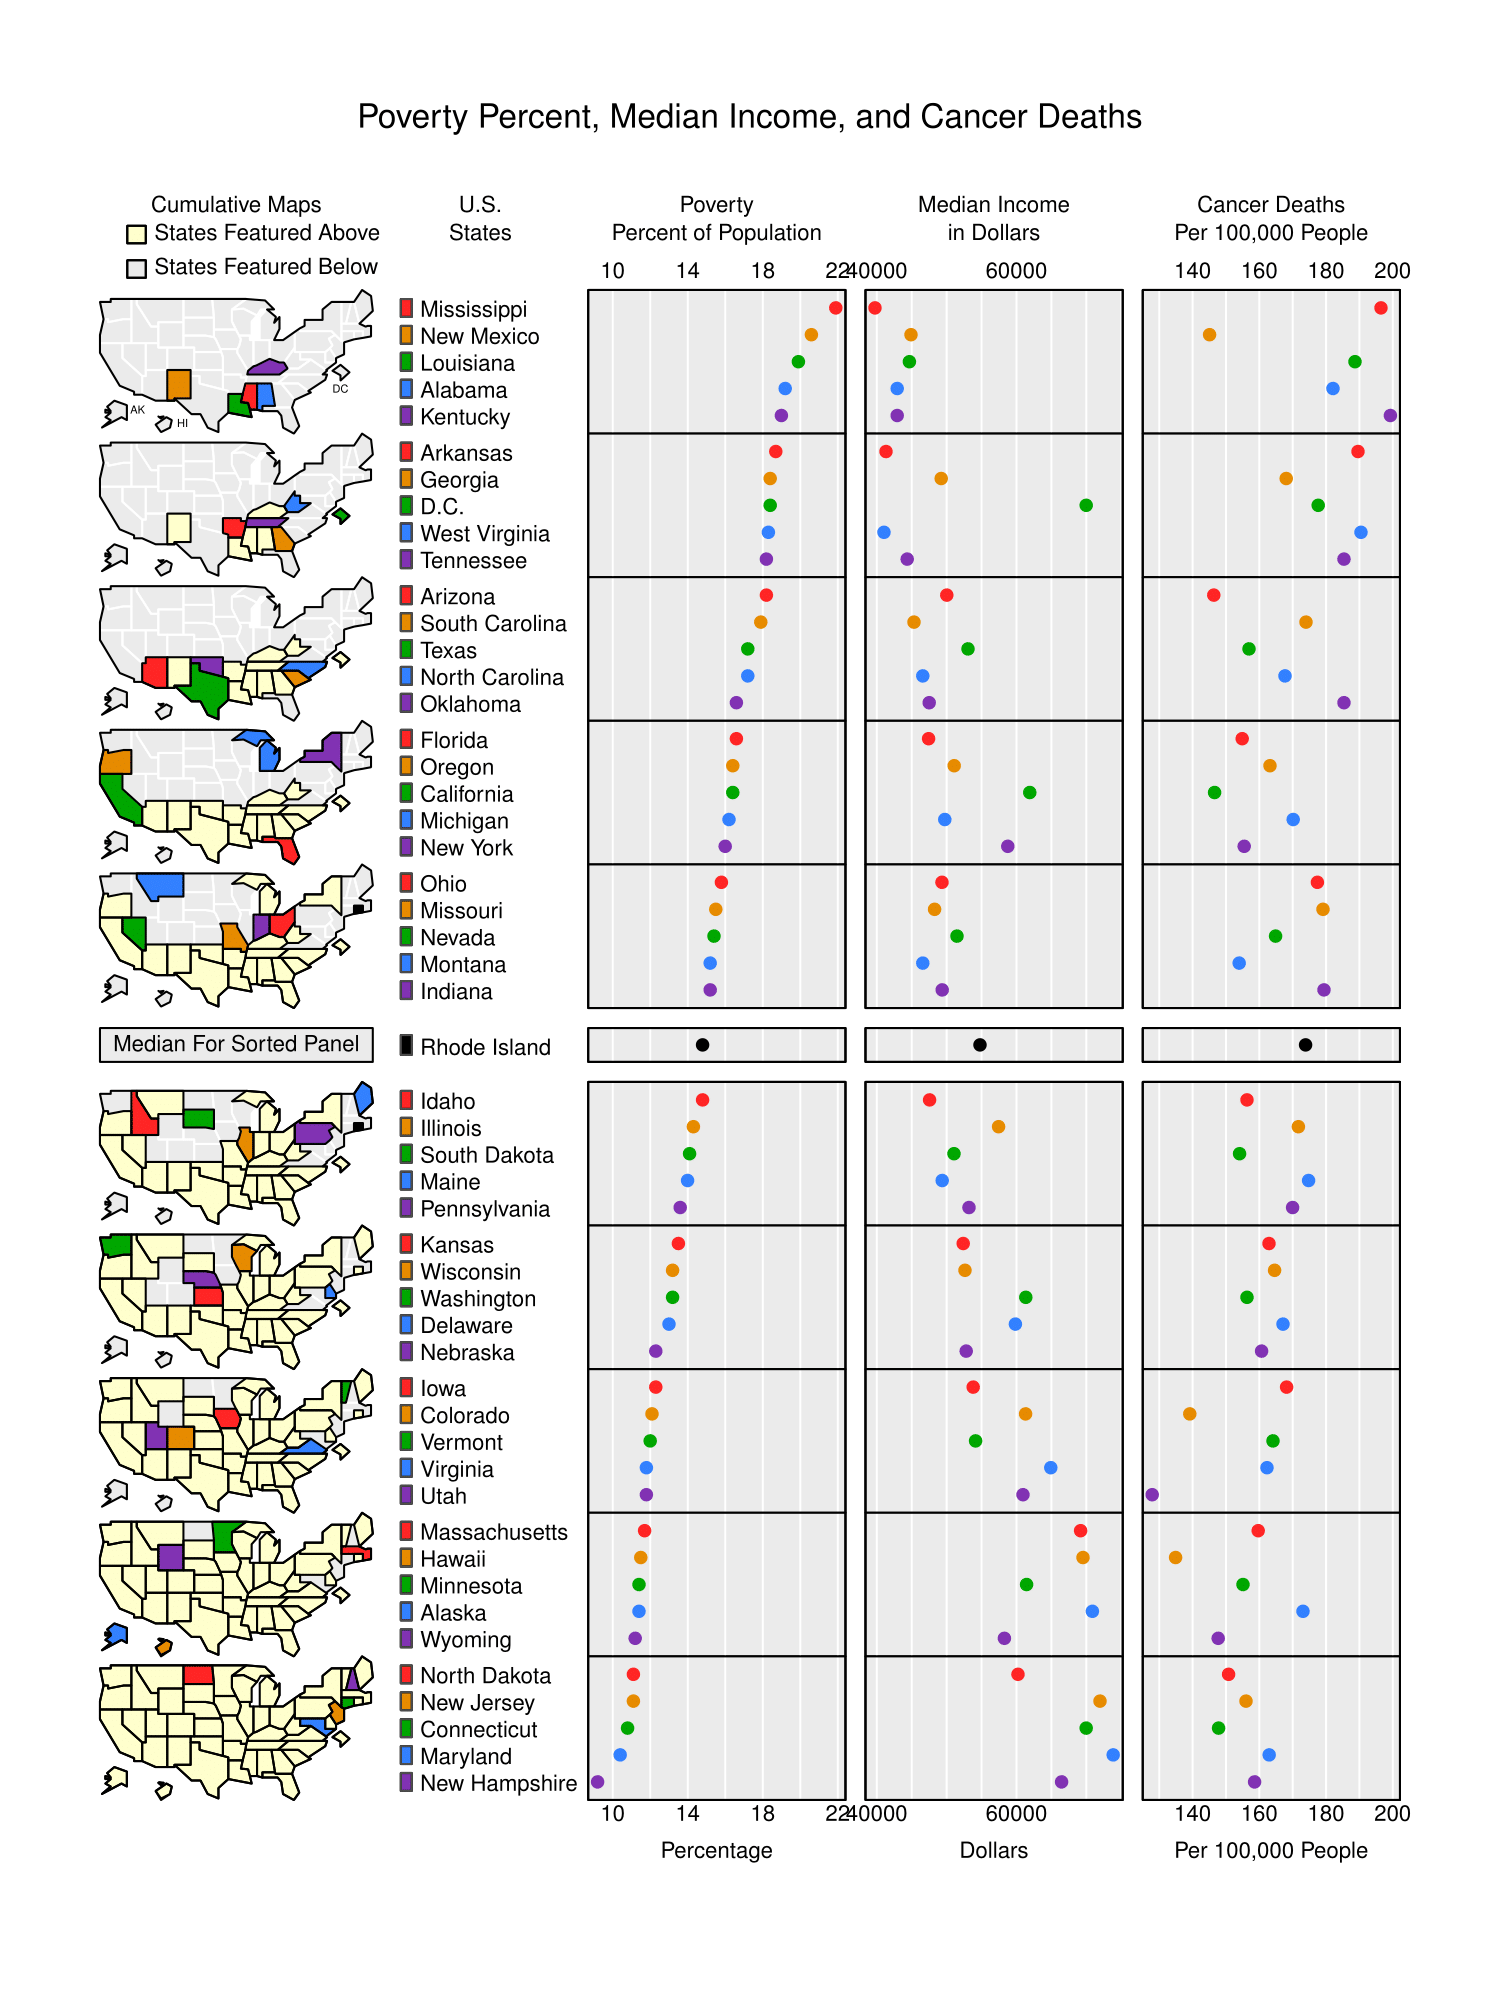 Poverty Percent, Median Income, and Cancer Deaths
Cumulative Maps
States Featured Above
States Featured Below
U.S.
States
Poverty
Percent of Population
Median Income
in Dollars
Cancer Deaths
Per 100,000 People
10 14 18 22
40000 60000
140 160 180 200
AK
HI
DC
Mississippi
New Mexico
Louisiana
Alabama
Kentucky
Arkansas
Georgia
D.C.
West Virginia
Tennessee
Arizona
South Carolina
Texas
North Carolina
Oklahoma
Florida
Oregon
California
Michigan
New York
Ohio
Missouri
Nevada
Montana
Indiana
Median For Sorted Panel
Rhode Island
Idaho
Illinois
South Dakota
Maine
Pennsylvania
Kansas
Wisconsin
Washington
Delaware
Nebraska
Iowa
Colorado
Vermont
Virginia
Utah
Massachusetts
Hawaii
Minnesota
Alaska
Wyoming
North Dakota
New Jersey
Connecticut
Maryland
New Hampshire
10 14 18 22
40000 60000
140 160 180 200
Percentage
Dollars
Per 100,000 People